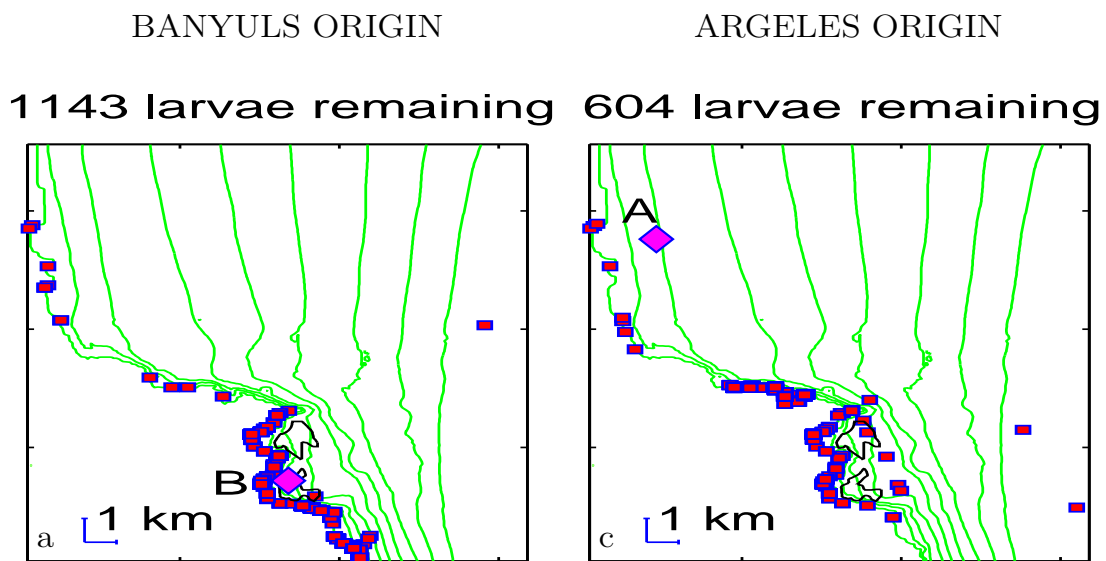 BANYULS ORIGIN
ARGELES ORIGIN
1143 larvae remaining
604 larvae remaining
A
B
1 km
a
1 km
c